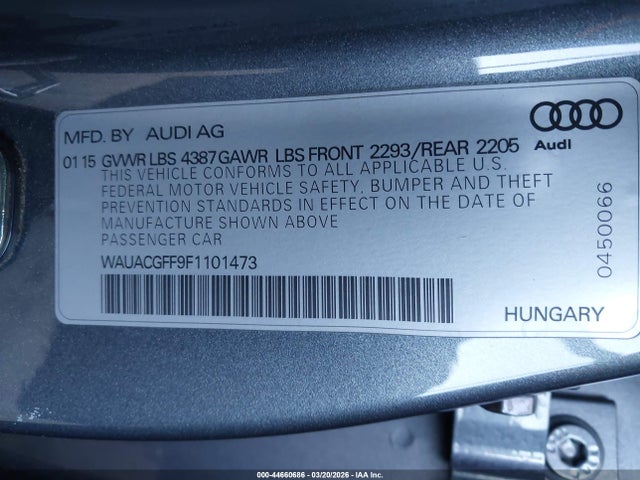 MFD. BY AUDI AG
Audi
01 15 GVWR LBS 4387 GAWR LBS FRONT 2293/REAR 2205
THIS VEHICLE CONFORMS TO ALL APPLICABLE U.S.
FEDERAL MOTOR VEHICLE SAFETY, BUMPER AND THEFT
PREVENTION STANDARDS IN EFFECT ON THE DATE OF
MANUFACTURE SHOWN ABOVE
PASSENGER CAR
WAUACGFF9F1101473
0450066
HUNGARY
000-44660686 - 03/20/2026 - IAA Inc.